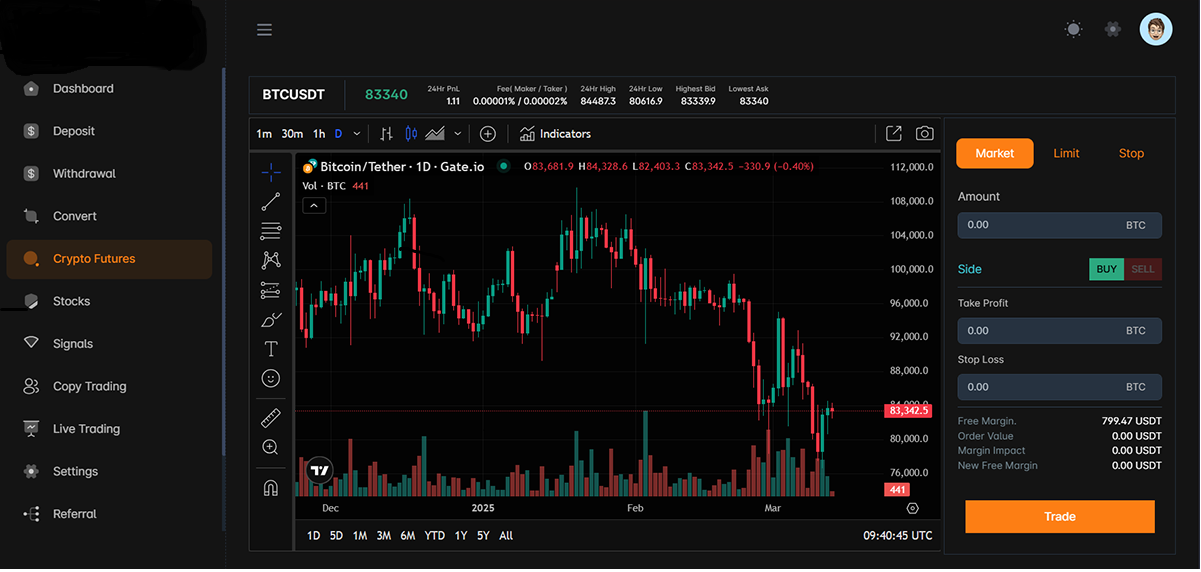 Dashboard
Deposit
Withdrawal
Convert
Crypto Futures
Stocks
Signals
Copy Trading
Live Trading
Settings
Referral
BTCUSDT
83340
24Hr PnL
1.11
Fee( Maker / Taker )
0.00001% / 0.00002%
24Hr High
84487.3
24Hr Low
80616.9
Highest Bid
83339.9
Lowest Ask
83340
1m 30m 1h D
Indicators
Bitcoin/Tether · 1D · Gate.io O83,681.9 H84,328.6 L82,403.3 C83,342.5 −330.9 (−0.40%)
Vol · BTC 441
112,000.0
108,000.0
104,000.0
100,000.0
96,000.0
92,000.0
88,000.0
84,000.0
83,342.5
80,000.0
76,000.0
441
Dec 2025 Feb Mar
1D 5D 1M 3M 6M YTD 1Y 5Y All
09:40:45 UTC
Market Limit Stop
Amount
0.00 BTC
Side BUY SELL
Take Profit
0.00 BTC
Stop Loss
0.00 BTC
Free Margin. 799.47 USDT
Order Value 0.00 USDT
Margin Impact 0.00 USDT
New Free Margin 0.00 USDT
Trade